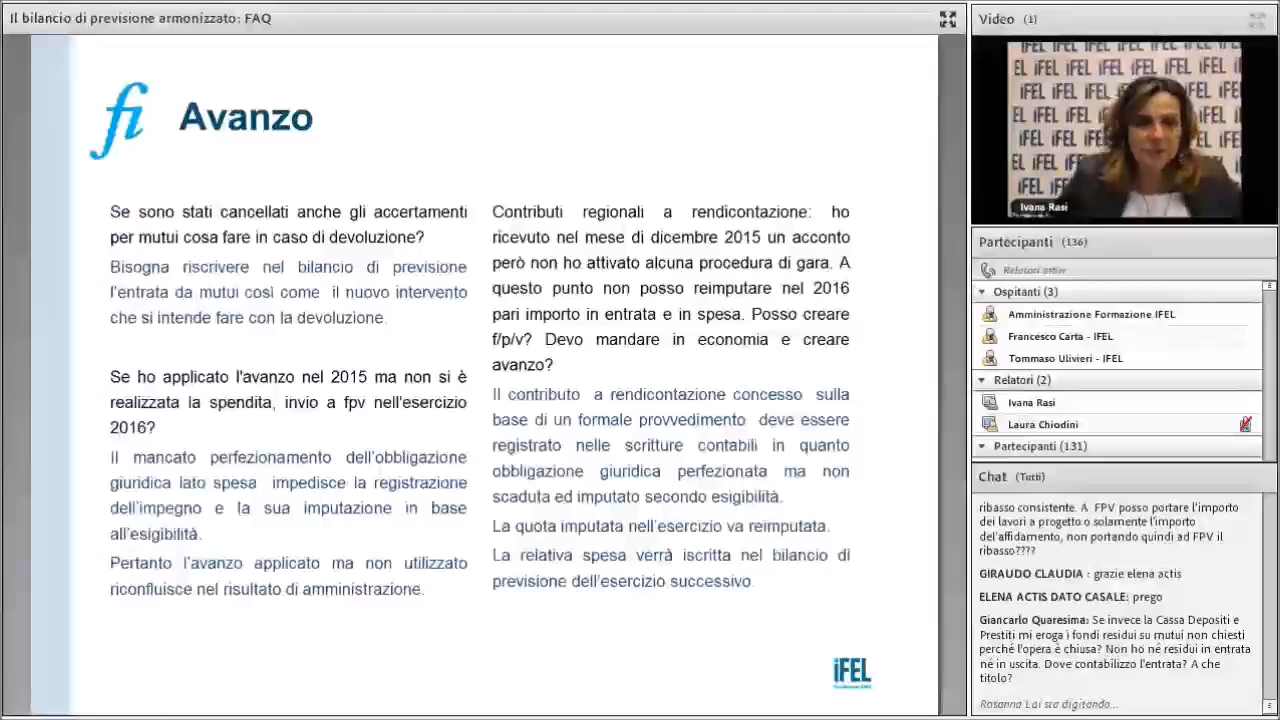 Il bilancio di previsione armonizzato: FAQ
fi Avanzo
Se sono stati cancellati anche gli accertamenti
per mutui cosa fare in caso di devoluzione?
Bisogna riscrivere nel bilancio di previsione
l'entrata da mutui così come il nuovo intervento
che si intende fare con la devoluzione.
Se ho applicato l'avanzo nel 2015 ma non si è
realizzata la spendita, invio a fpv nell'esercizio
2016?
Il mancato perfezionamento dell'obbligazione
giuridica lato spesa impedisce la registrazione
dell'impegno e la sua imputazione in base
all'esigibilità.
Pertanto l'avanzo applicato ma non utilizzato
riconfluisce nel risultato di amministrazione.
Contributi regionali a rendicontazione: ho
ricevuto nel mese di dicembre 2015 un acconto
però non ho attivato alcuna procedura di gara. A
questo punto non posso reimputare nel 2016
pari importo in entrata e in spesa. Posso creare
f/p/v? Devo mandare in economia e creare
avanzo?
Il contributo a rendicontazione concesso sulla
base di un formale provvedimento deve essere
registrato nelle scritture contabili in quanto
obbligazione giuridica perfezionata ma non
scaduta ed imputato secondo esigibilità.
La quota imputata nell'esercizio va reimputata.
La relativa spesa verrà iscritta nel bilancio di
previsione dell'esercizio successivo.
iFEL
Video (1)
iFEL iFEL iFEL iFEL
Ivana Rasi
Partecipanti (136)
Relatori attivi
Ospitanti (3)
Amministrazione Formazione IFEL
Francesco Carta - IFEL
Tommaso Ulivieri - IFEL
Relatori (2)
Ivana Rasi
Laura Chiodini
Partecipanti (131)
Chat (Tutti)
ribasso consistente. A FPV posso portare l'importo
dei lavori a progetto o solamente l'importo
del'affidamento, non portando quindi ad FPV il
ribasso????
GIRAUDO CLAUDIA : grazie elena actis
ELENA ACTIS DATO CASALE: prego
Giancarlo Quaresima: Se invece la Cassa Depositi e
Prestiti mi eroga i fondi residui su mutui non chiesti
perché l'opera è chiusa? Non ho né residui in entrata
né in uscita. Dove contabilizzo l'entrata? A che
titolo?
Rosanna Lai sta digitando...